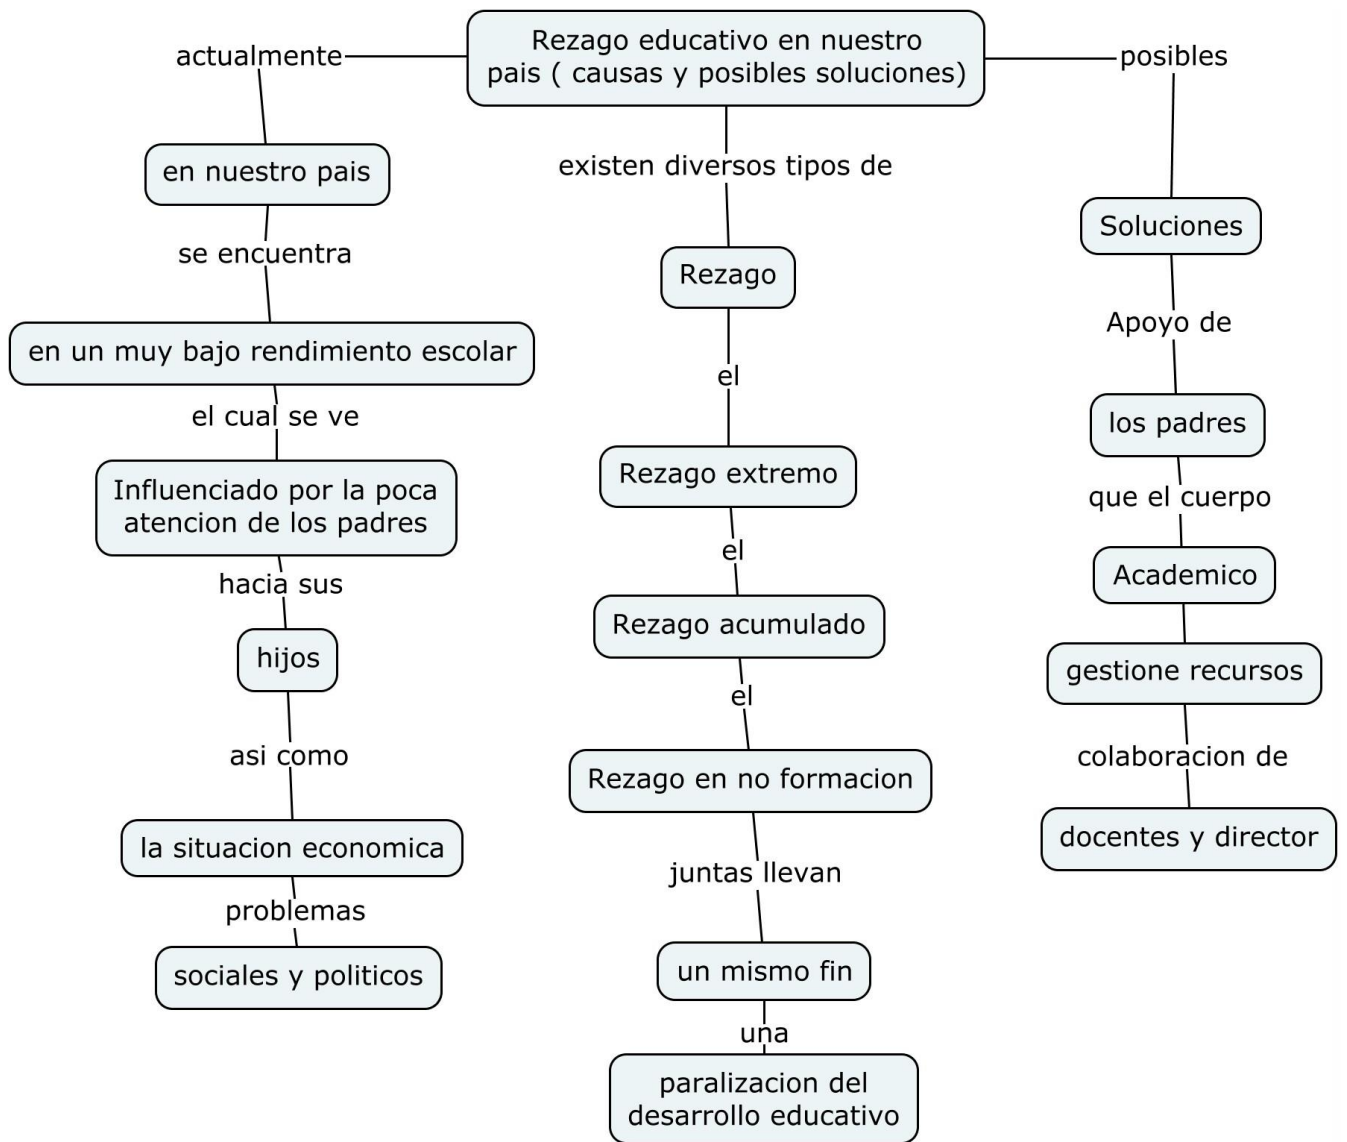 Rezago educativo en nuestro
pais ( causas y posibles soluciones)
actualmente
en nuestro pais
se encuentra
en un muy bajo rendimiento escolar
el cual se ve
Influenciado por la poca
atencion de los padres
hacia sus
hijos
asi como
la situacion economica
problemas
sociales y politicos
existen diversos tipos de
Rezago
el
Rezago extremo
el
Rezago acumulado
el
Rezago en no formacion
juntas llevan
un mismo fin
una
paralizacion del
desarrollo educativo
posibles
Soluciones
Apoyo de
los padres
que el cuerpo
Academico
gestione recursos
colaboracion de
docentes y director